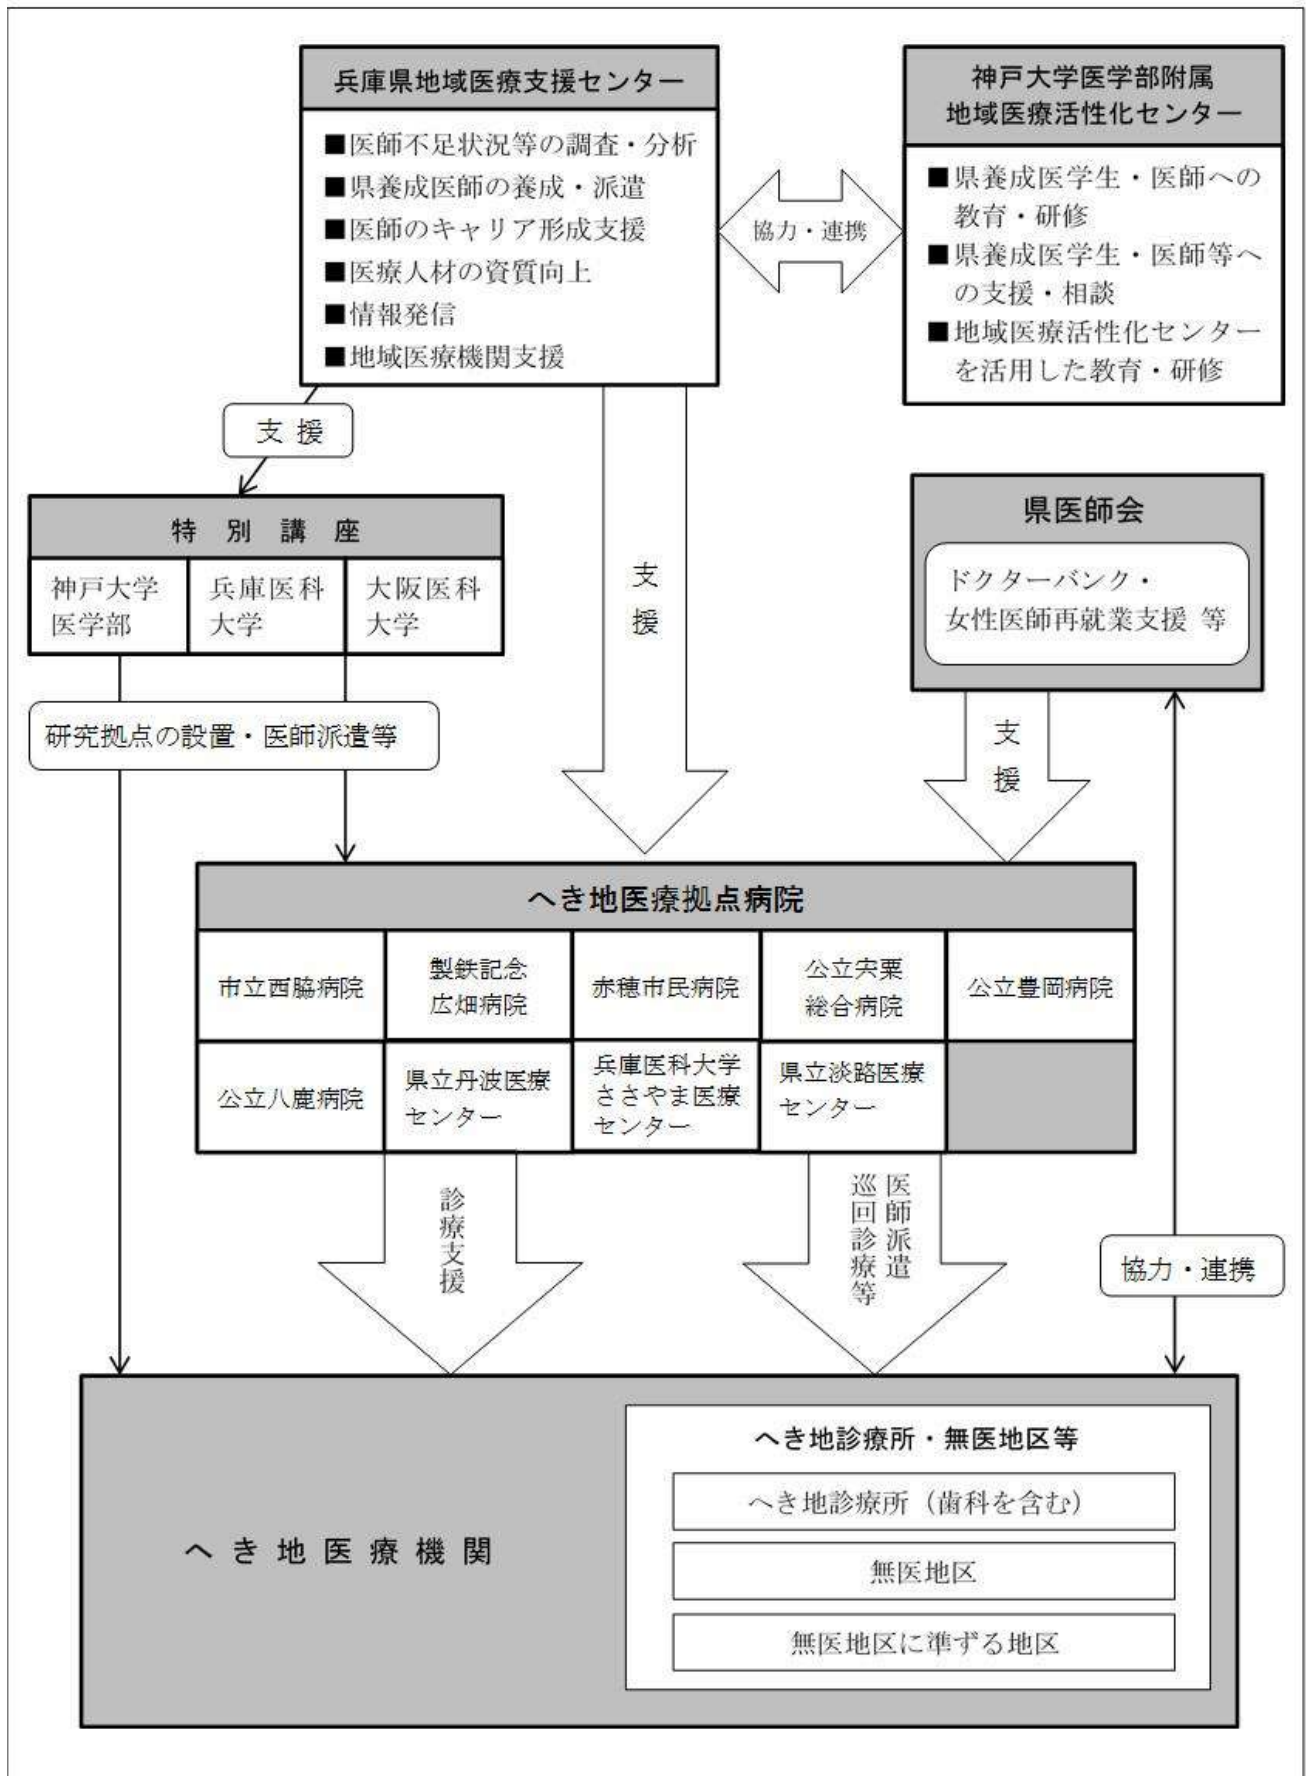 兵庫県地域医療支援センター
■医師不足状況等の調査・分析
■県養成医師の養成・派遣
■医師のキャリア形成支援
■医療人材の資質向上
■情報発信
■地域医療機関支援
協力・連携
神戸大学医学部附属
地域医療活性化センター
■県養成医学生・医師への
教育・研修
■県養成医学生・医師等へ
の支援・相談
■地域医療活性化センター
を活用した教育・研修
支 援
特 別 講 座
神戸大学
医学部
兵庫医科
大学
大阪医科
大学
支
援
県医師会
ドクターバンク・
女性医師再就業支援 等
研究拠点の設置・医師派遣等
支
援
へき地医療拠点病院
市立西脇病院
製鉄記念
広畑病院
赤穂市民病院
公立宍粟
総合病院
公立豊岡病院
公立八鹿病院
県立丹波医療
センター
兵庫医科大学
ささやま医療
センター
県立淡路医療
センター
診療支援
医師派遣
巡回診療等
協力・連携
へき地医療機関
へき地診療所・無医地区等
へき地診療所（歯科を含む）
無医地区
無医地区に準ずる地区